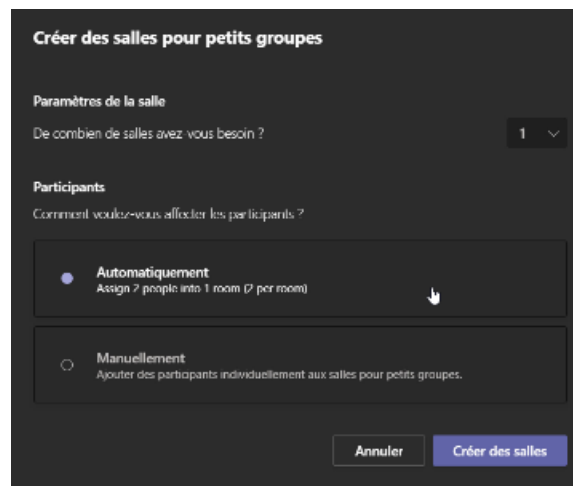 Créer des salles pour petits groupes
Paramètres de la salle
De combien de salles avez-vous besoin ?
1
Participants
Comment voulez-vous affecter les participants ?
Automatiquement
Assign 2 people into 1 room (2 per room)
Manuellement
Ajouter des participants individuellement aux salles pour petits groupes.
Annuler
Créer des salles